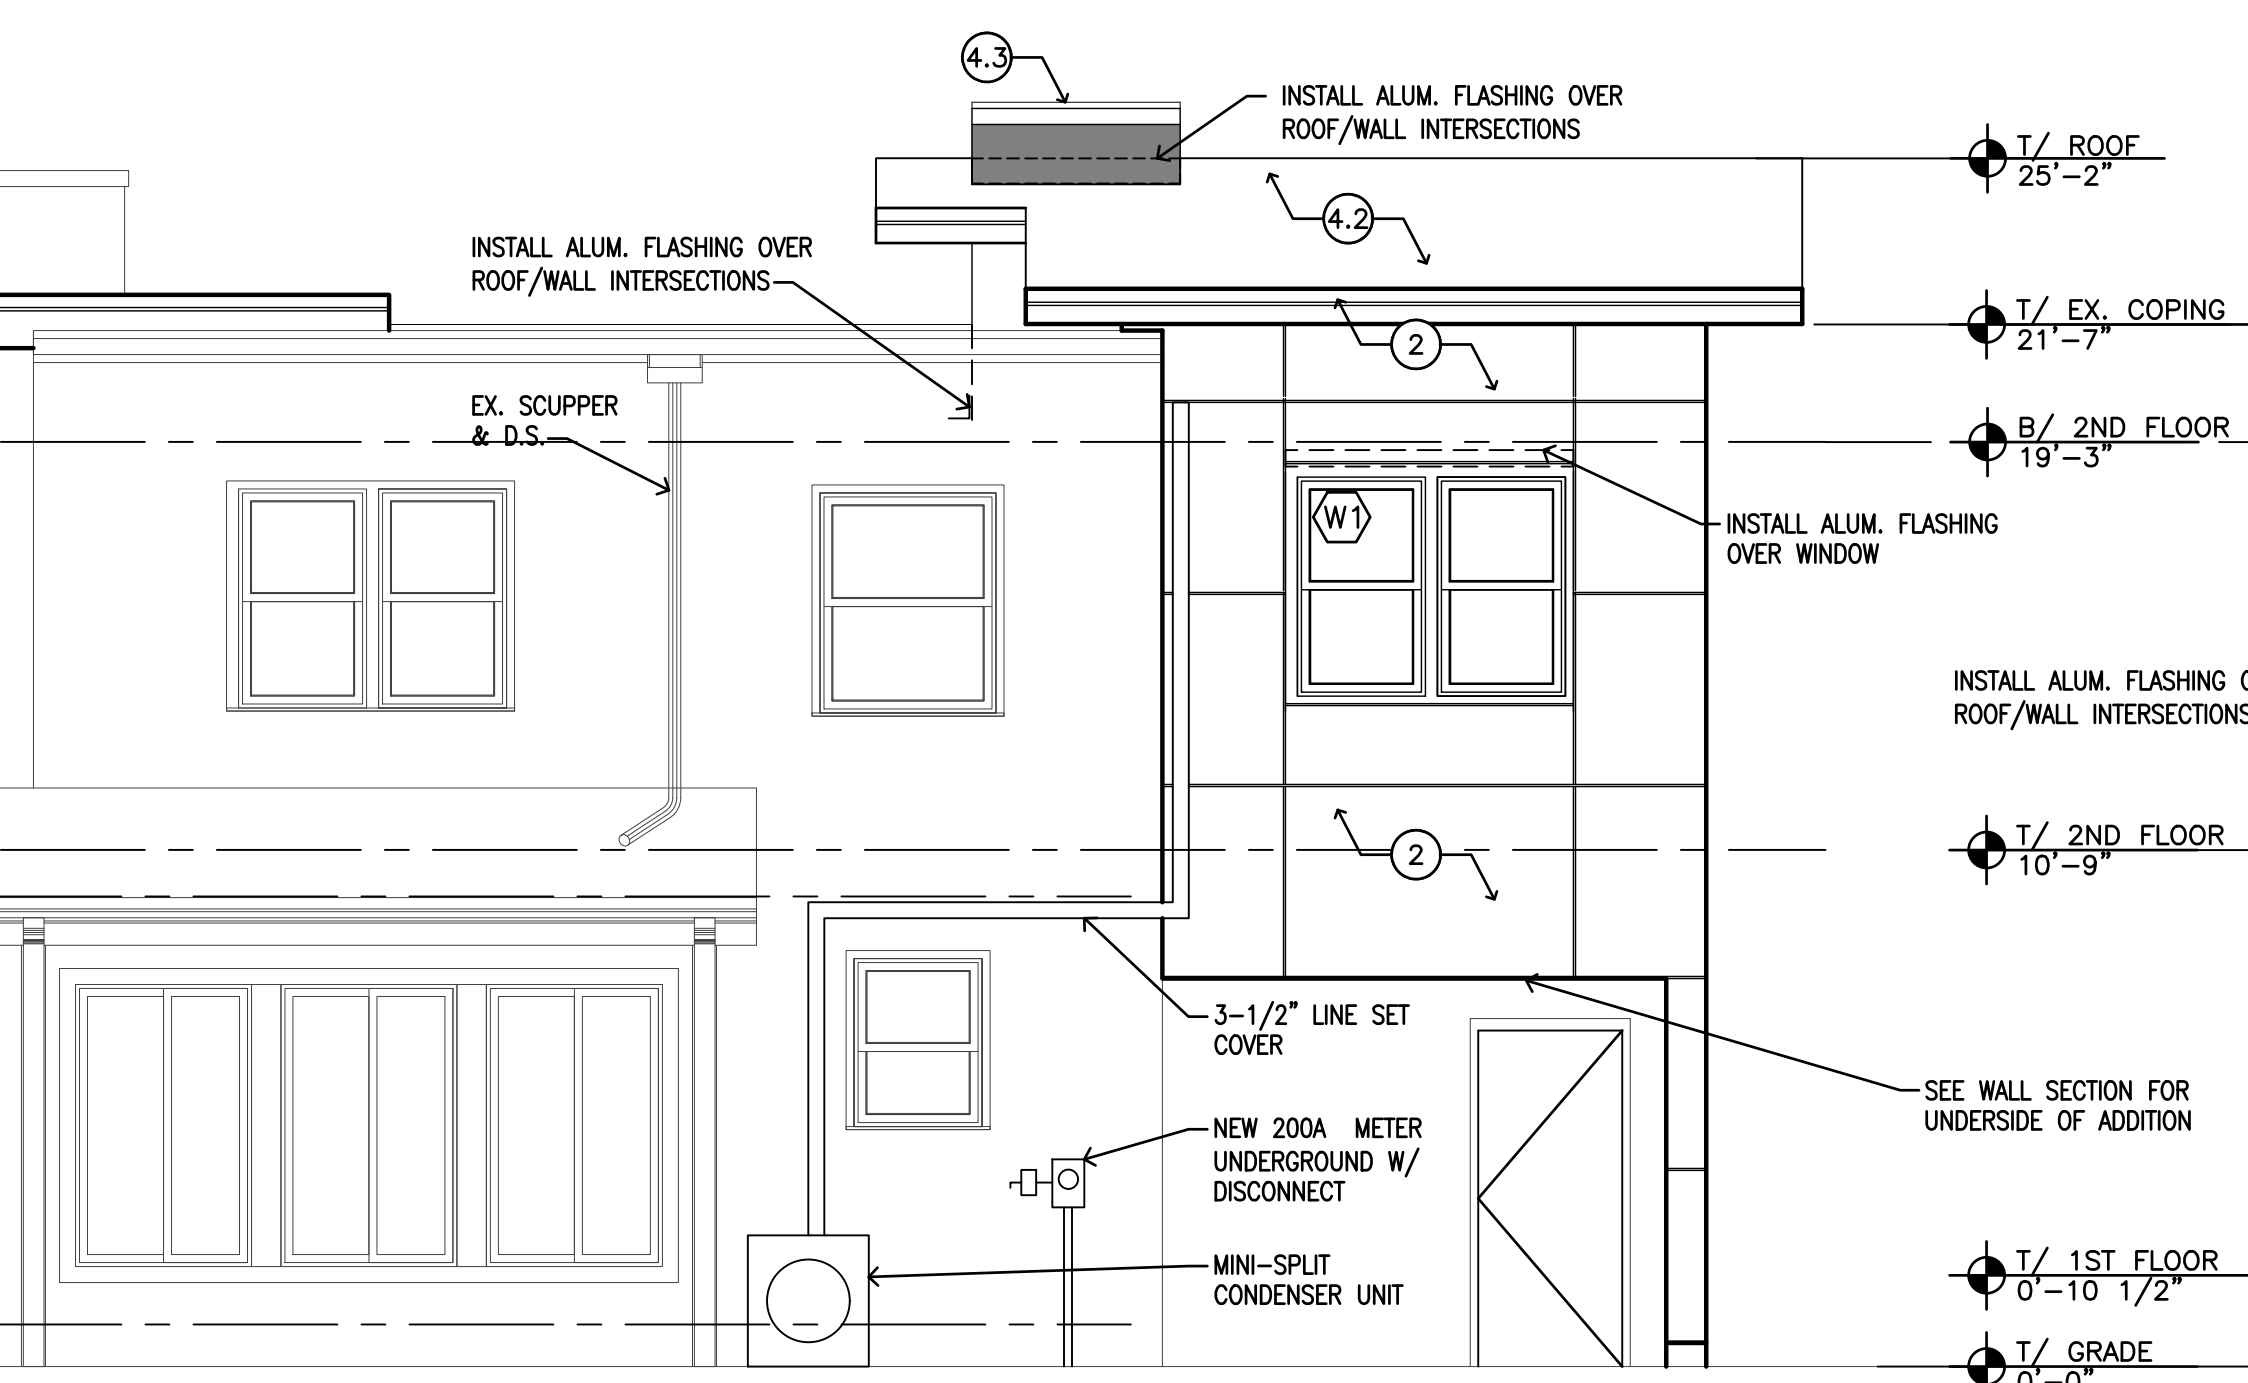 4.3
INSTALL ALUM. FLASHING OVER
ROOF/WALL INTERSECTIONS
T/ ROOF
25'-2"
4.2
INSTALL ALUM. FLASHING OVER
ROOF/WALL INTERSECTIONS
T/ EX. COPING
21'-7"
2
EX. SCUPPER
& D.S.
B/ 2ND FLOOR
19'-3"
W1
INSTALL ALUM. FLASHING
OVER WINDOW
INSTALL ALUM. FLASHING
ROOF/WALL INTERSECTIONS
T/ 2ND FLOOR
10'-9"
2
3-1/2" LINE SET
COVER
SEE WALL SECTION FOR
UNDERSIDE OF ADDITION
NEW 200A METER
UNDERGROUND W/
DISCONNECT
MINI-SPLIT
CONDENSER UNIT
T/ 1ST FLOOR
0'-10 1/2"
T/ GRADE
0'-0"